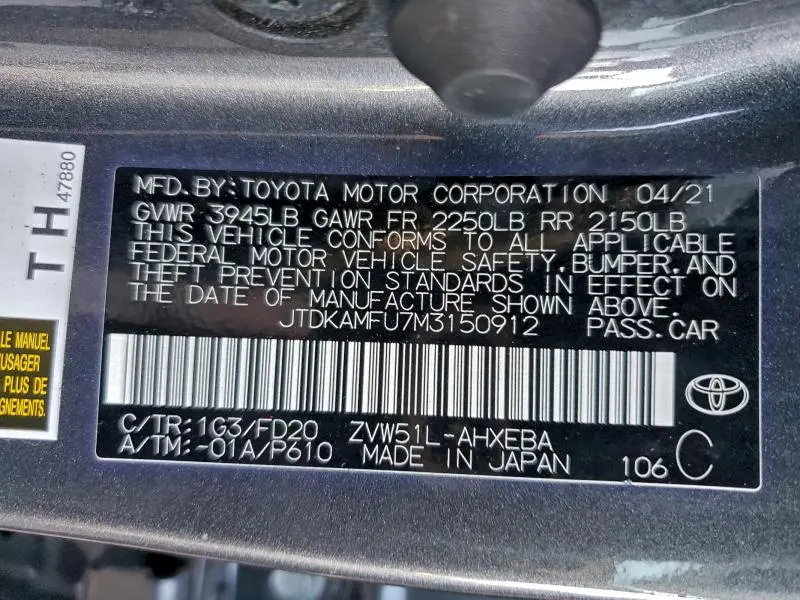 47880
TH
LE MANUEL
'USAGER
PLUS DE
GNEMENTS.
MFD.BY:TOYOTA MOTOR CORPORATION 04/21
GVWR 3945LB GAWR FR 2250LB RR 2150LB
THIS VEHICLE CONFORMS TO ALL APPLICABLE
FEDERAL MOTOR VEHICLE SAFETY,BUMPER,AND
THEFT PREVENTION STANDARDS IN EFFECT ON
THE DATE OF MANUFACTURE SHOWN ABOVE.
JTDKAMFU7M3150912 PASS.CAR
C/TR:1G3/FD20 ZVW51L-AHXEBA
A/TM:-01A/P610 MADE IN JAPAN 106 C